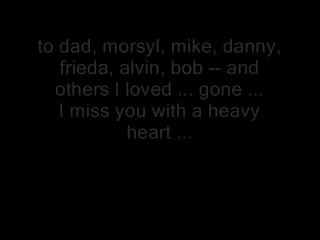 to dad, morsyl, mike, danny,
frieda, alvin, bob -- and
others I loved ... gone ...
I miss you with a heavy
heart ...